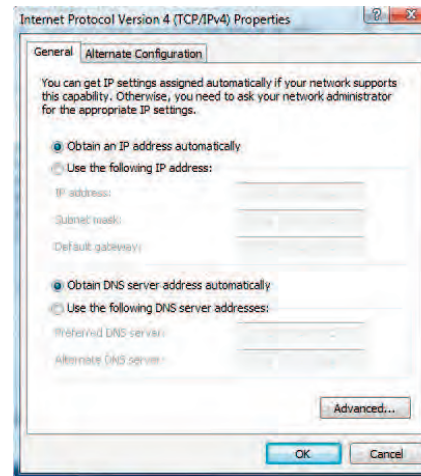 Internet Protocol Version 4 (TCP/IPv4) Properties
General
Alternate Configuration
You can get IP settings assigned automatically if your network supports
this capability. Otherwise, you need to ask your network administrator
for the appropriate IP settings.
Obtain an IP address automatically
Use the following IP address:
IP address:
Subnet mask:
Default gateway:
Obtain DNS server address automatically
Use the following DNS server addresses:
Preferred DNS server:
Alternate DNS server:
Advanced...
OK
Cancel